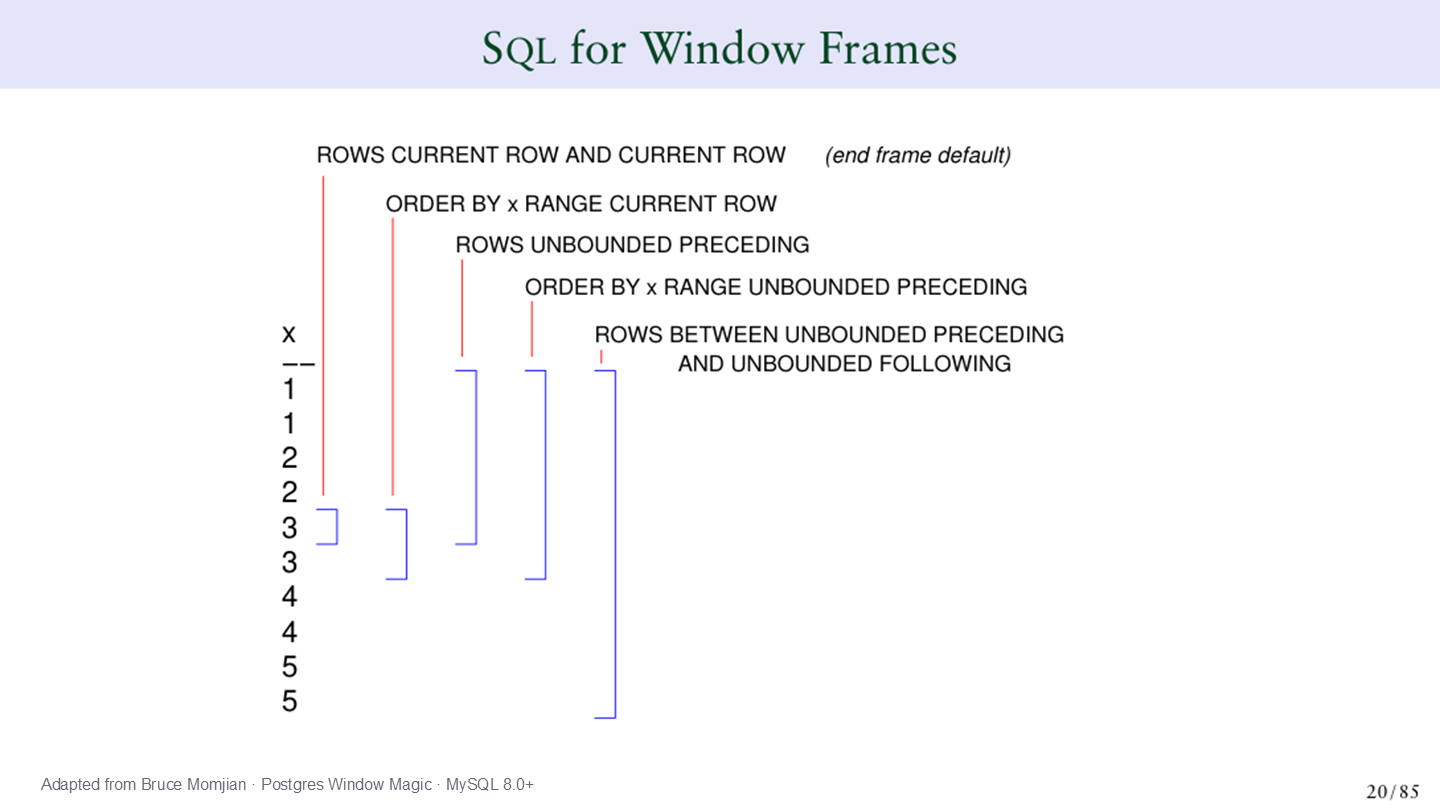 SQL for Window Frames
ROWS CURRENT ROW AND CURRENT ROW (end frame default)
ORDER BY x RANGE CURRENT ROW
ROWS UNBOUNDED PRECEDING
ORDER BY x RANGE UNBOUNDED PRECEDING
x
ROWS BETWEEN UNBOUNDED PRECEDING
AND UNBOUNDED FOLLOWING
--
1
1
2
2
3
3
4
4
5
5
Adapted from Bruce Momjian · Postgres Window Magic · MySQL 8.0+
20/85